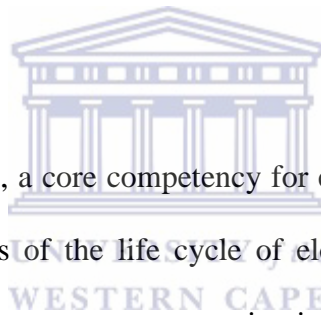 , a core competency for
s of the life cycle of ele
UNIVERSITY of the
WESTERN CAPE